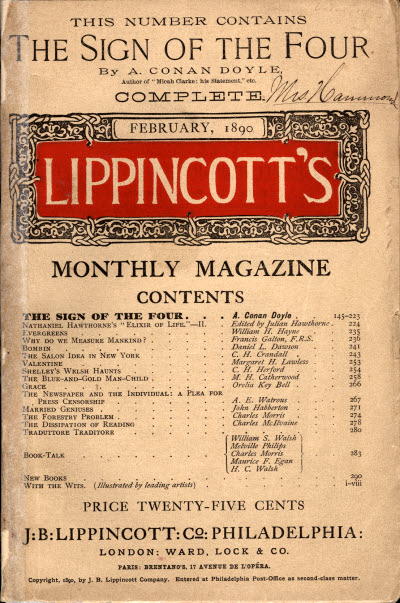 THIS NUMBER CONTAINS
THE SIGN OF THE FOUR
BY A. CONAN DOYLE,
Author of "Micah Clarke: his Statement," etc.
COMPLETE.
Mrs Hammond
FEBRUARY, 1890
LIPPINCOTT'S
MONTHLY MAGAZINE
CONTENTS
THE SIGN OF THE FOUR. . . . A. Conan Doyle . . . 145-223
NATHANIEL HAWTHORNE'S "ELIXIR OF LIFE."—II. Edited by Julian Hawthorne . 224
EVERGREENS William H. Hayne 235
WHY DO WE MEASURE MANKIND? Francis Galton, F.R.S. 236
BOMBIN Daniel L. Dawson 241
THE SALON IDEA IN NEW YORK C. H. Crandall 243
VALENTINE Margaret H. Lawless 253
SHELLEY'S WELSH HAUNTS C. H. Herford 254
THE BLUE-AND-GOLD MAN-CHILD M. H. Catherwood 258
GRACE Orelia Key Bell 266
THE NEWSPAPER AND THE INDIVIDUAL: A PLEA FOR
PRESS CENSORSHIP A. E. Watrous 267
MARRIED GENIUSES John Habberton 271
THE FORESTRY PROBLEM Charles Morris 274
THE DISSIPATION OF READING Charles McIlvaine 278
TRADUTTORE TRADITORE 280
William S. Walsh
Melville Philips
BOOK-TALK Charles Morris 283
Maurice F. Egan
H. C. Walsh
NEW BOOKS 290
WITH THE WITS. (Illustrated by leading artists) i-viii
PRICE TWENTY-FIVE CENTS
J:B:LIPPINCOTT:CO:PHILADELPHIA:
LONDON: WARD, LOCK & CO.
PARIS: BRENTANO'S, 17 AVENUE DE L'OPÉRA.
Copyright, 1890, by J. B. Lippincott Company. Entered at Philadelphia Post-Office as second-class matter.